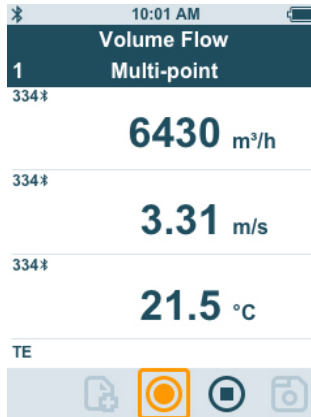 10:01 AM
Volume Flow
1 Multi-point
334
6430 m³/h
334
3.31 m/s
334
21.5 °C
TE